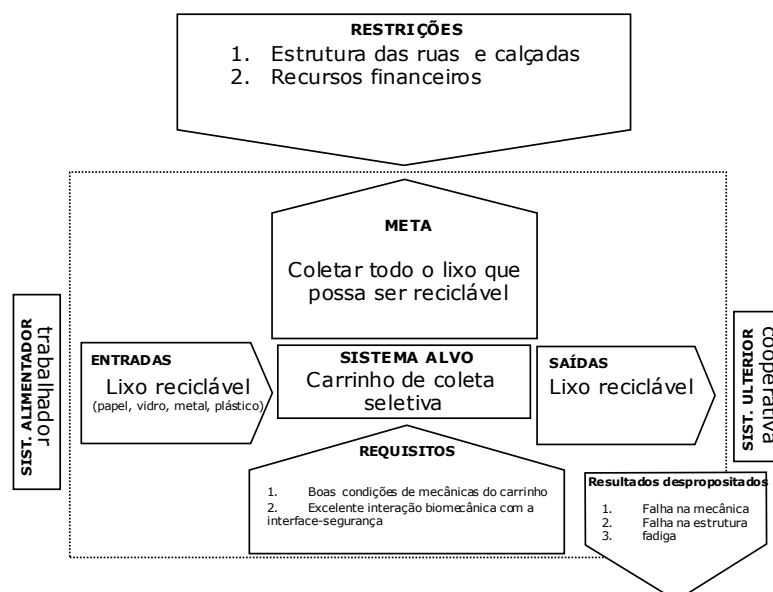 RESTRIÇÕES
1. Estrutura das ruas e calçadas
2. Recursos financeiros
META
Coletar todo o lixo que
possa ser reciclável
SIST. ALIMENTADOR
trabalhador
ENTRADAS
Lixo reciclável
(papel, vidro, metal, plástico)
SISTEMA ALVO
Carrinho de coleta
seletiva
SAÍDAS
Lixo reciclável
SIST. ULTERIOR
cooperativa
REQUISITOS
1. Boas condições de mecânicas do carrinho
2. Excelente interação biomecânica com a
interface-segurança
Resultados despropositados
1. Falha na mecânica
2. Falha na estrutura
3. fadiga